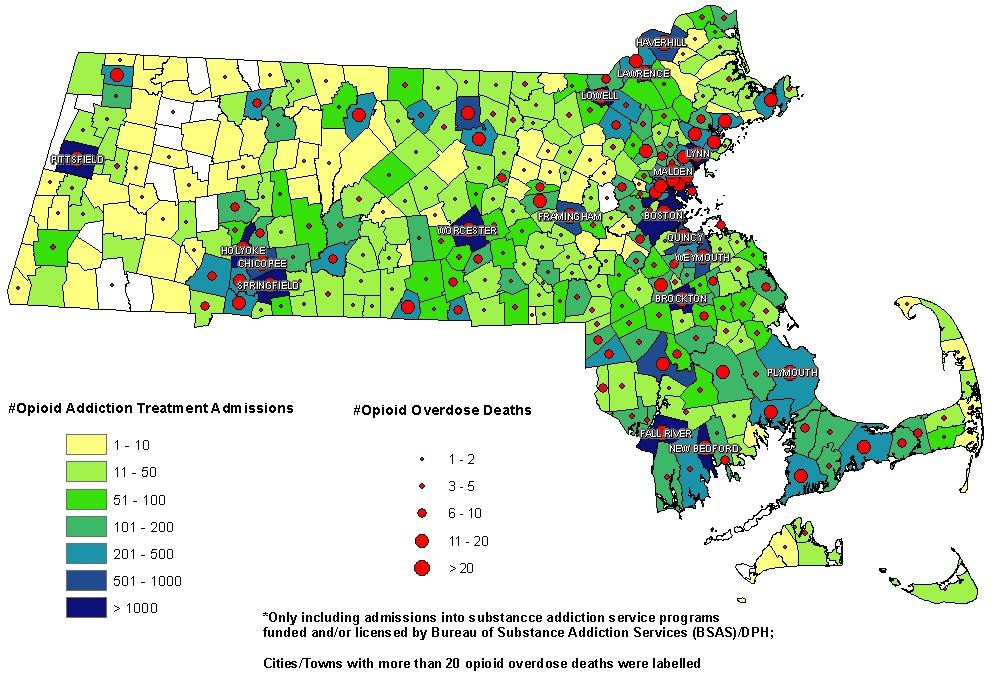 HAVERHILL
LAWRENCE
LOWELL
LYNN
MALDEN
PITTSFIELD
BOSTON
FRAMINGHAM
WORCESTER
QUINCY
HOLYOKE
WEYMOUTH
CHICOPEE
SPRINGFIELD
BROCKTON
PLYMOUTH
FALL RIVER
NEW BEDFORD
#Opioid Addiction Treatment Admissions
1 - 10
11 - 50
51 - 100
101 - 200
201 - 500
501 - 1000
> 1000
#Opioid Overdose Deaths
1 - 2
3 - 5
6 - 10
11 - 20
> 20
*Only including admissions into substancce addiction service programs
funded and/or licensed by Bureau of Substance Addiction Services (BSAS)/DPH;
Cities/Towns with more than 20 opioid overdose deaths were labelled